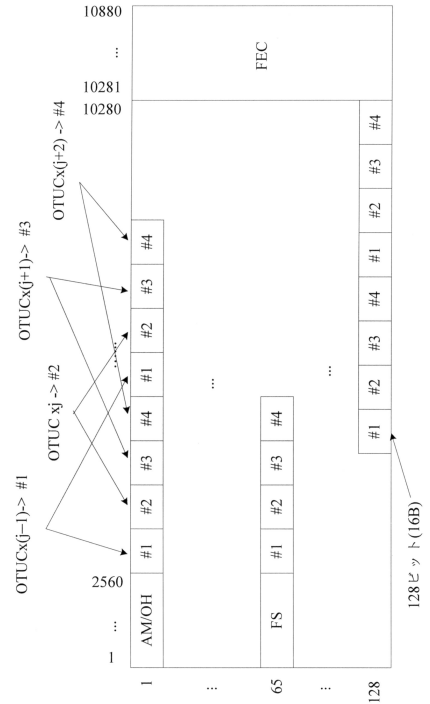 OTUCx(j−1)-> #1
OTUC xj -> #2
OTUCx(j+1)-> #3
OTUCx(j+2) -> #4
1 ... 2560 10280 10281 ... 10880
1 AM/OH #1 #2 #3 #4 #1 #2 #3 #4
......
FEC
... ...
65 FS #1 #2 #3 #4
... ...
128 #1 #2 #3 #4 #1 #2 #3 #4
128ビット(16B)